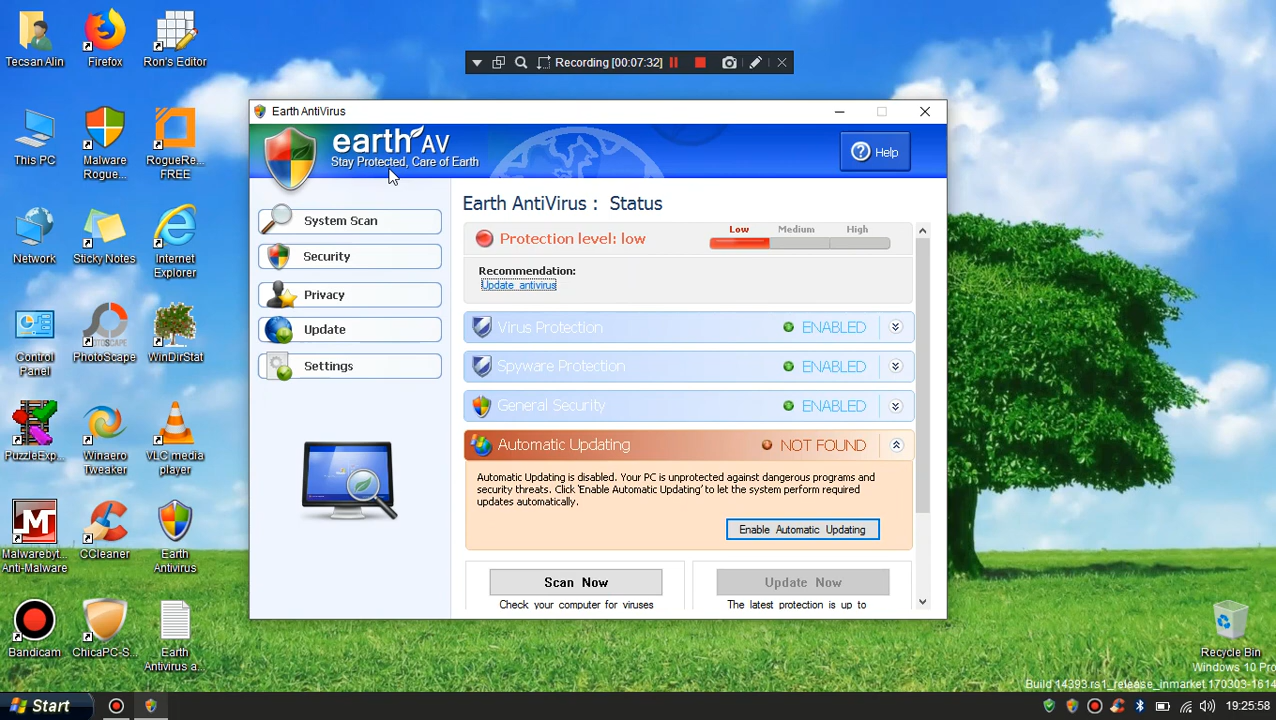 Tecsan Alin
Firefox
Ron's Editor
Recording [00:07:32]
This PC
Malware
Rogue...
RogueRe...
FREE
Network
Sticky Notes
Internet
Explorer
Control
Panel
PhotoScape
WinDirStat
PuzzleExp...
Winaero
Tweaker
VLC media
player
Malwarebyt...
Anti-Malware
CCleaner
Earth
Antivirus
Bandicam
ChicaPC-S...
Earth
Antivirus a...
Earth AntiVirus
earth AV
Stay Protected, Care of Earth
Help
System Scan
Security
Privacy
Update
Settings
Earth AntiVirus : Status
Protection level: low
Low
Medium
High
Recommendation:
Update antivirus
Virus Protection
ENABLED
Spyware Protection
ENABLED
General Security
ENABLED
Automatic Updating
NOT FOUND
Automatic Updating is disabled. Your PC is unprotected against dangerous programs and
security threats. Click 'Enable Automatic Updating' to let the system perform required
updates automatically.
Enable Automatic Updating
Scan Now
Update Now
Check your computer for viruses
The latest protection is up to
Recycle Bin
Windows 10 Pro
Build 14393.rs1_release_inmarket.170303-1614
Start
19:25:58